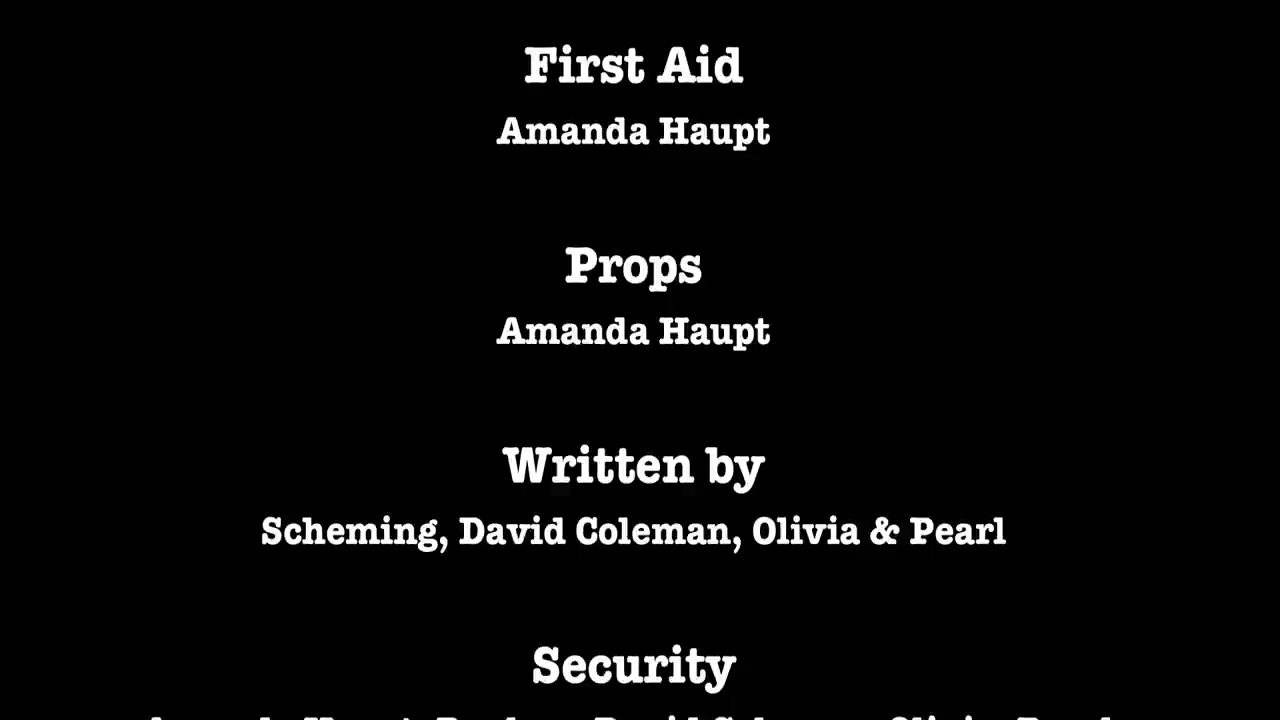 First Aid
Amanda Haupt
Props
Amanda Haupt
Written by
Scheming, David Coleman, Olivia & Pearl
Security